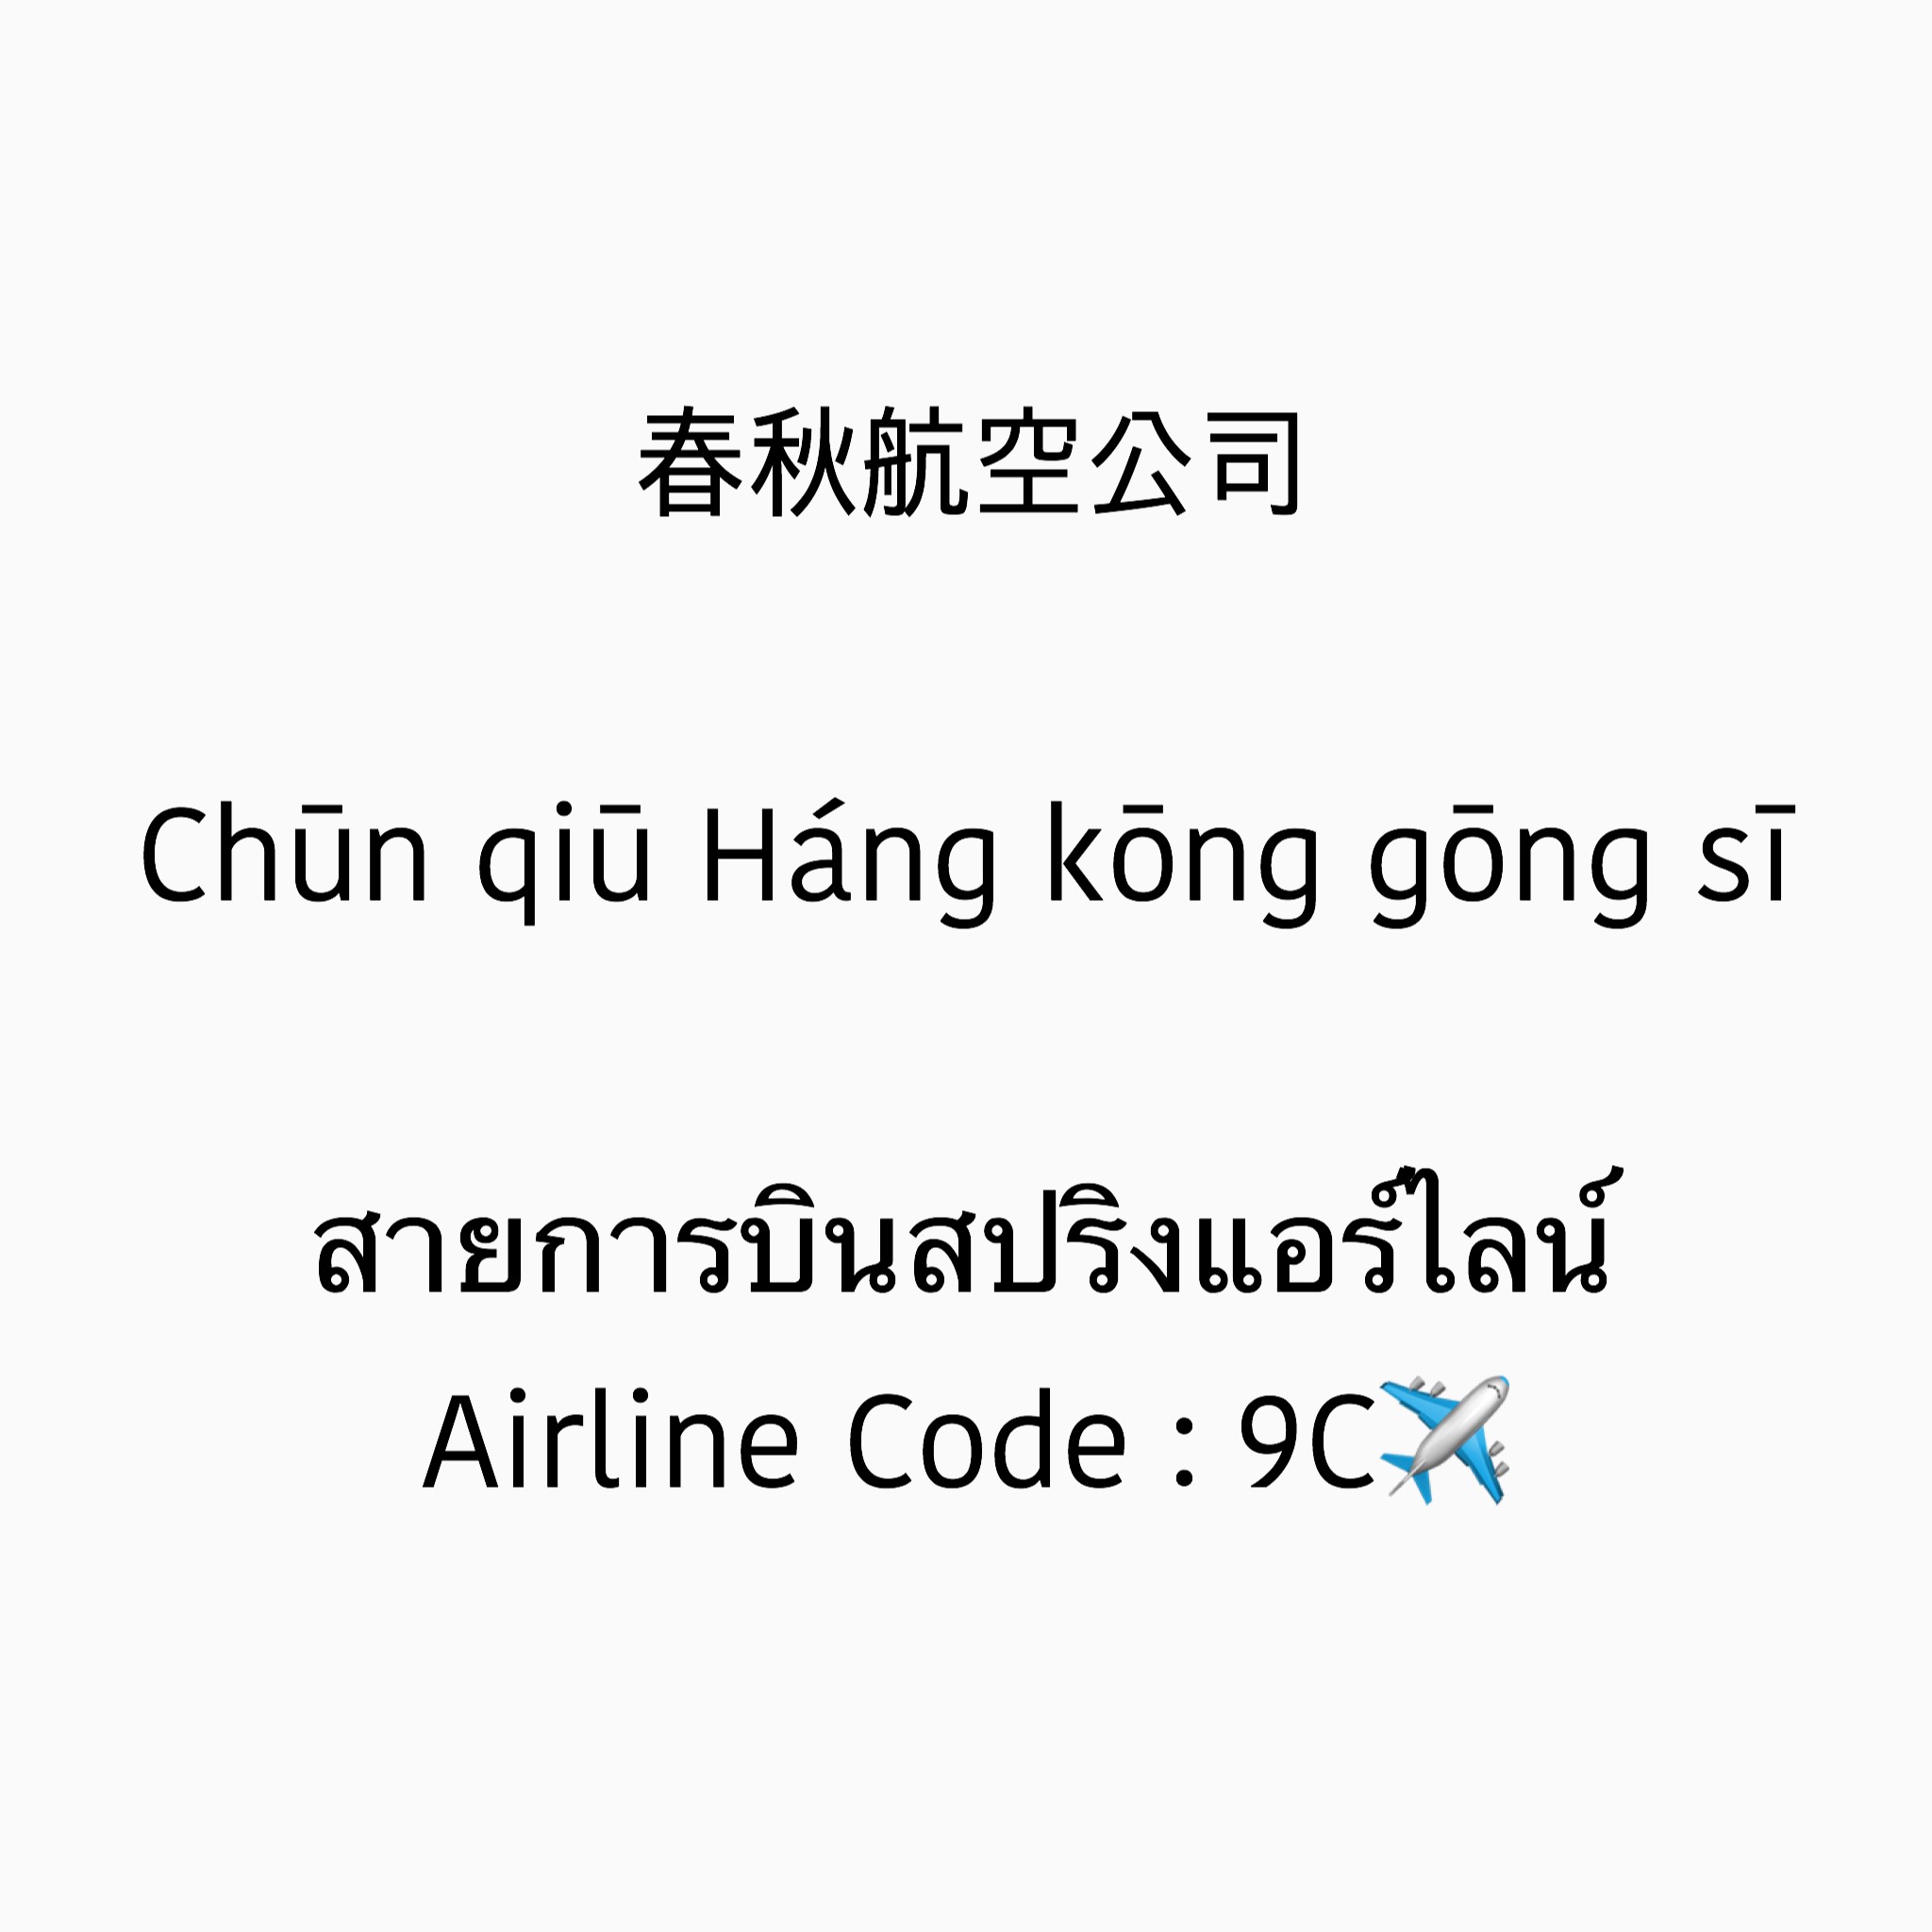 春秋航空公司
Chūn qiū Háng kōng gōng sī
สายการบินสปริงแอร์ไลน์
Airline Code : 9C✈️